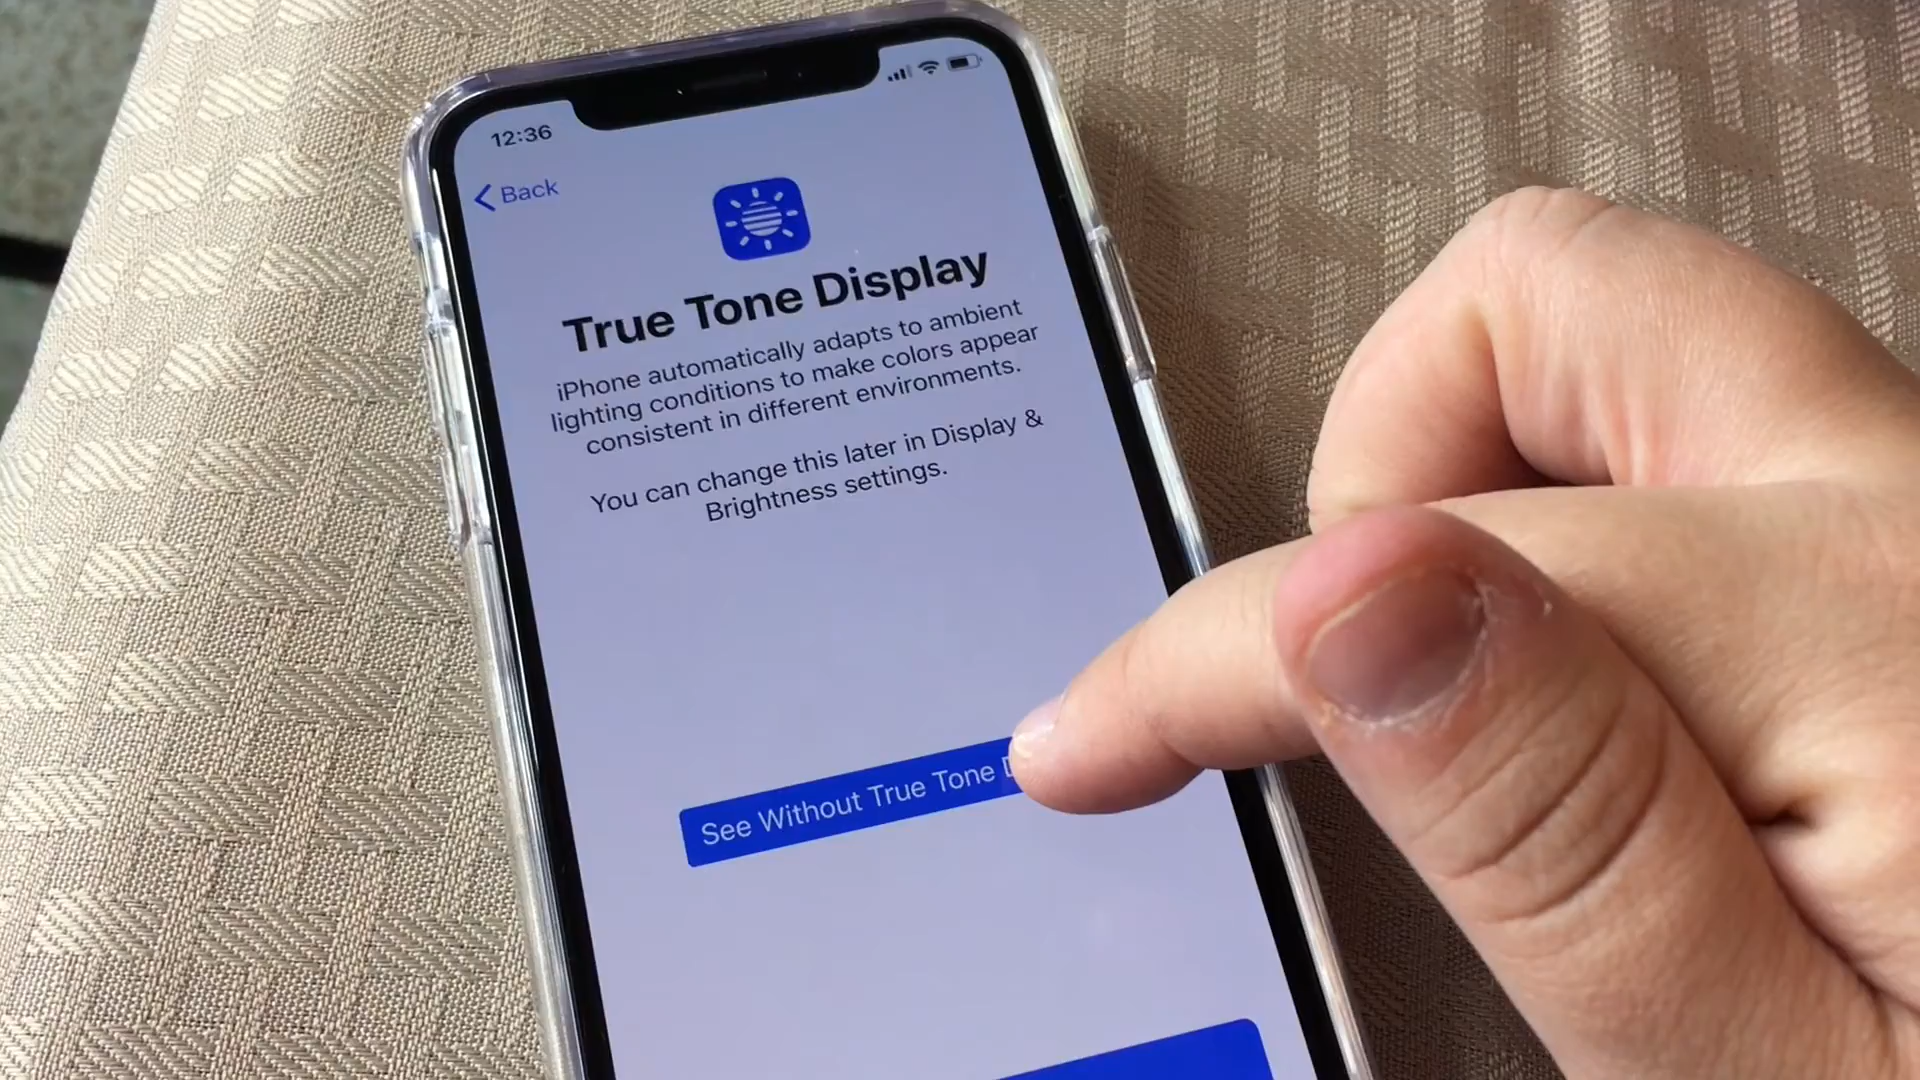 12:36
Back
True Tone Display
iPhone automatically adapts to ambient
lighting conditions to make colors appear
consistent in different environments.
You can change this later in Display &
Brightness settings.
See Without True Tone